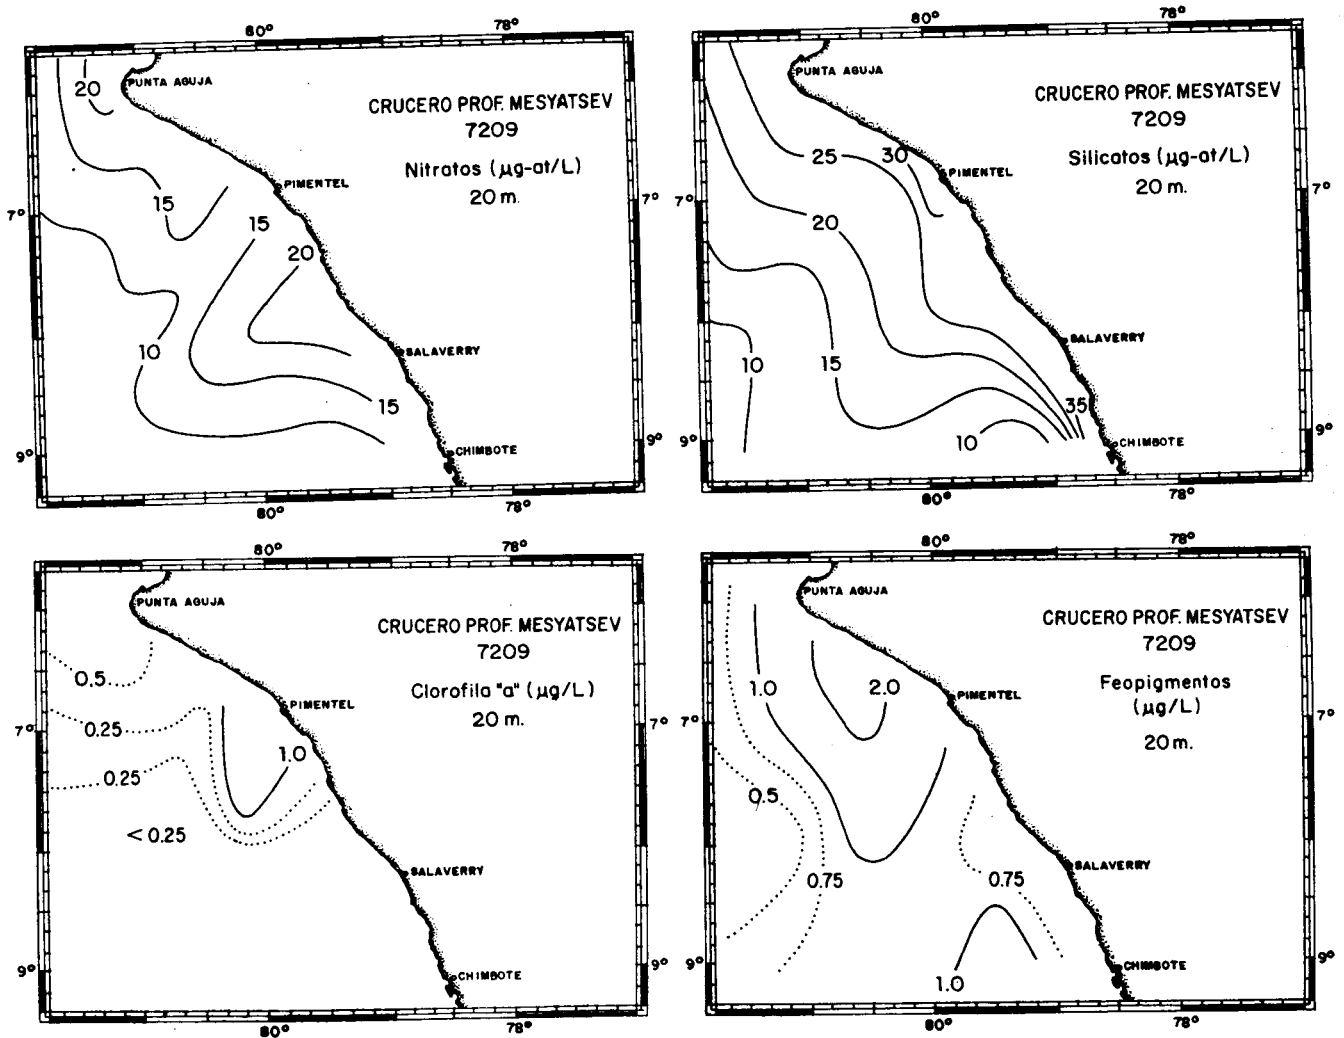 80°
78°
PUNTA AGUJA
20
CRUCERO PROF. MESYATSEV
7209
Nitratos (µg-at/L)
20 m.
PIMENTEL
15
15
7°
7°
20
10
SALAVERRY
15
CHIMBOTE
9°
9°
80°
78°
80°
78°
PUNTA AGUJA
CRUCERO PROF. MESYATSEV
7209
Silicatos (µg-at/L)
20 m.
25
30
PIMENTEL
7°
7°
20
SALAVERRY
10
15
35
10
CHIMBOTE
9°
9°
80°
78°
80°
78°
PUNTA AGUJA
CRUCERO PROF. MESYATSEV
7209
Clorofila "a" (µg/L)
20 m.
0.5
PIMENTEL
0.25
7°
7°
1.0
0.25
< 0.25
SALAVERRY
CHIMBOTE
9°
9°
80°
78°
80°
78°
PUNTA AGUJA
CRUCERO PROF. MESYATSEV
7209
Feopigmentos
(µg/L)
20 m.
1.0
2.0
PIMENTEL
7°
7°
0.5
SALAVERRY
0.75
0.75
1.0
CHIMBOTE
9°
9°
80°
78°